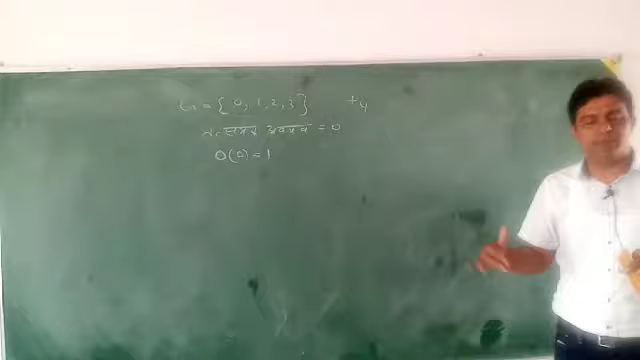 G = { 0, 1, 2, 3 } +₄
तत्समक अवयव = 0
O(0) = 1